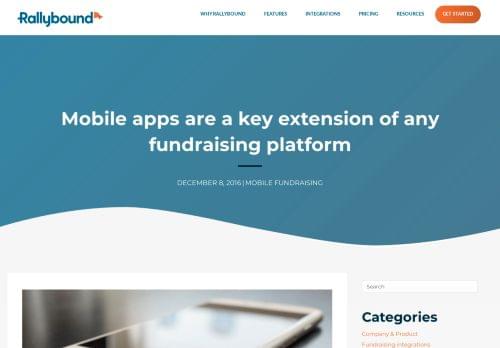 Rallybound
WHY RALLYBOUND
FEATURES
INTEGRATIONS
PRICING
RESOURCES
GET STARTED
Mobile apps are a key extension of any
fundraising platform
DECEMBER 8, 2016 | MOBILE FUNDRAISING
Search
Categories
Company & Product
Fundraising integrations